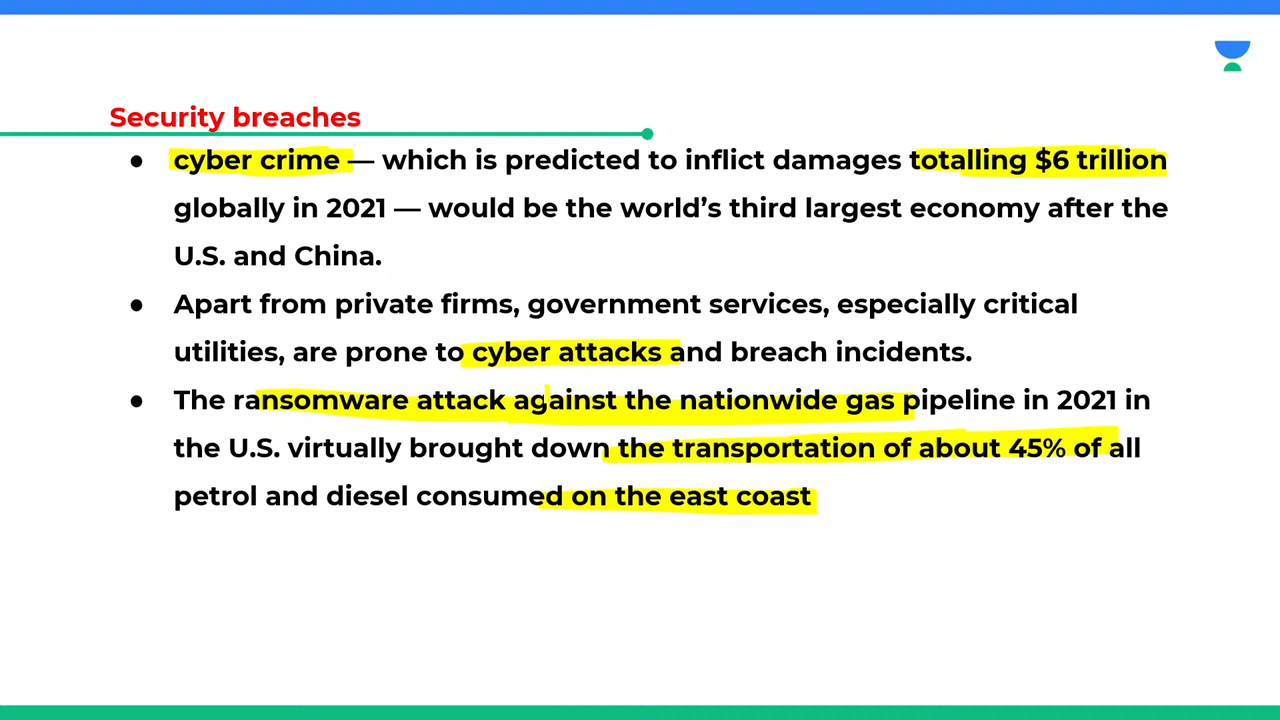 Security breaches
● cyber crime — which is predicted to inflict damages totalling $6 trillion
globally in 2021 — would be the world’s third largest economy after the
U.S. and China.
● Apart from private firms, government services, especially critical
utilities, are prone to cyber attacks and breach incidents.
● The ransomware attack against the nationwide gas pipeline in 2021 in
the U.S. virtually brought down the transportation of about 45% of all
petrol and diesel consumed on the east coast